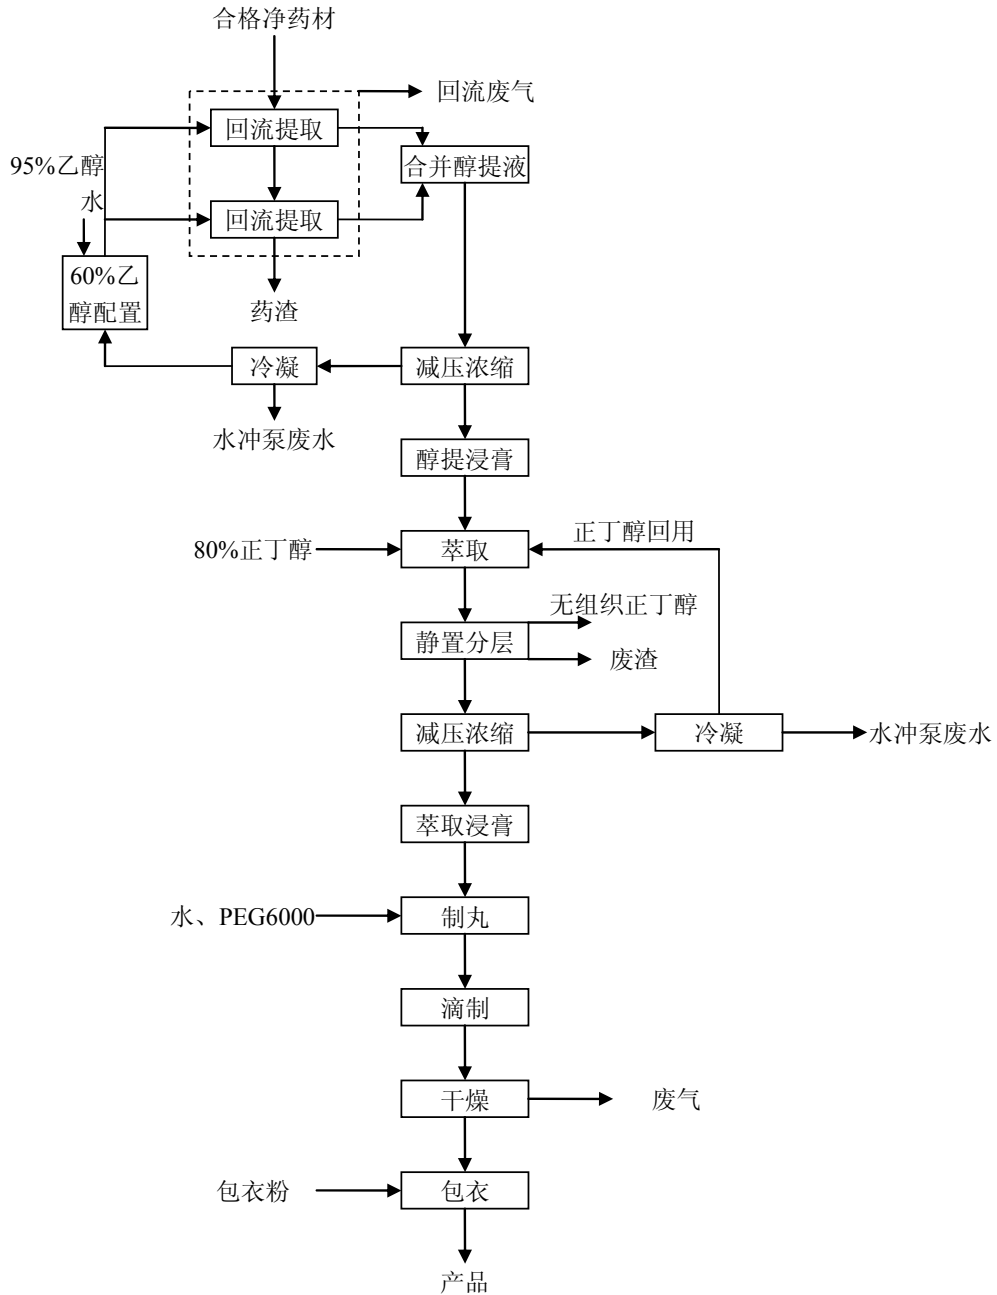 合格净药材
回流废气
回流提取
合并醇提液
95%乙醇
水
回流提取
60%乙
醇配置
药渣
冷凝
减压浓缩
水冲泵废水
醇提浸膏
正丁醇回用
80%正丁醇
萃取
无组织正丁醇
静置分层
废渣
减压浓缩
冷凝
水冲泵废水
萃取浸膏
水、PEG6000
制丸
滴制
干燥
废气
包衣粉
包衣
产品